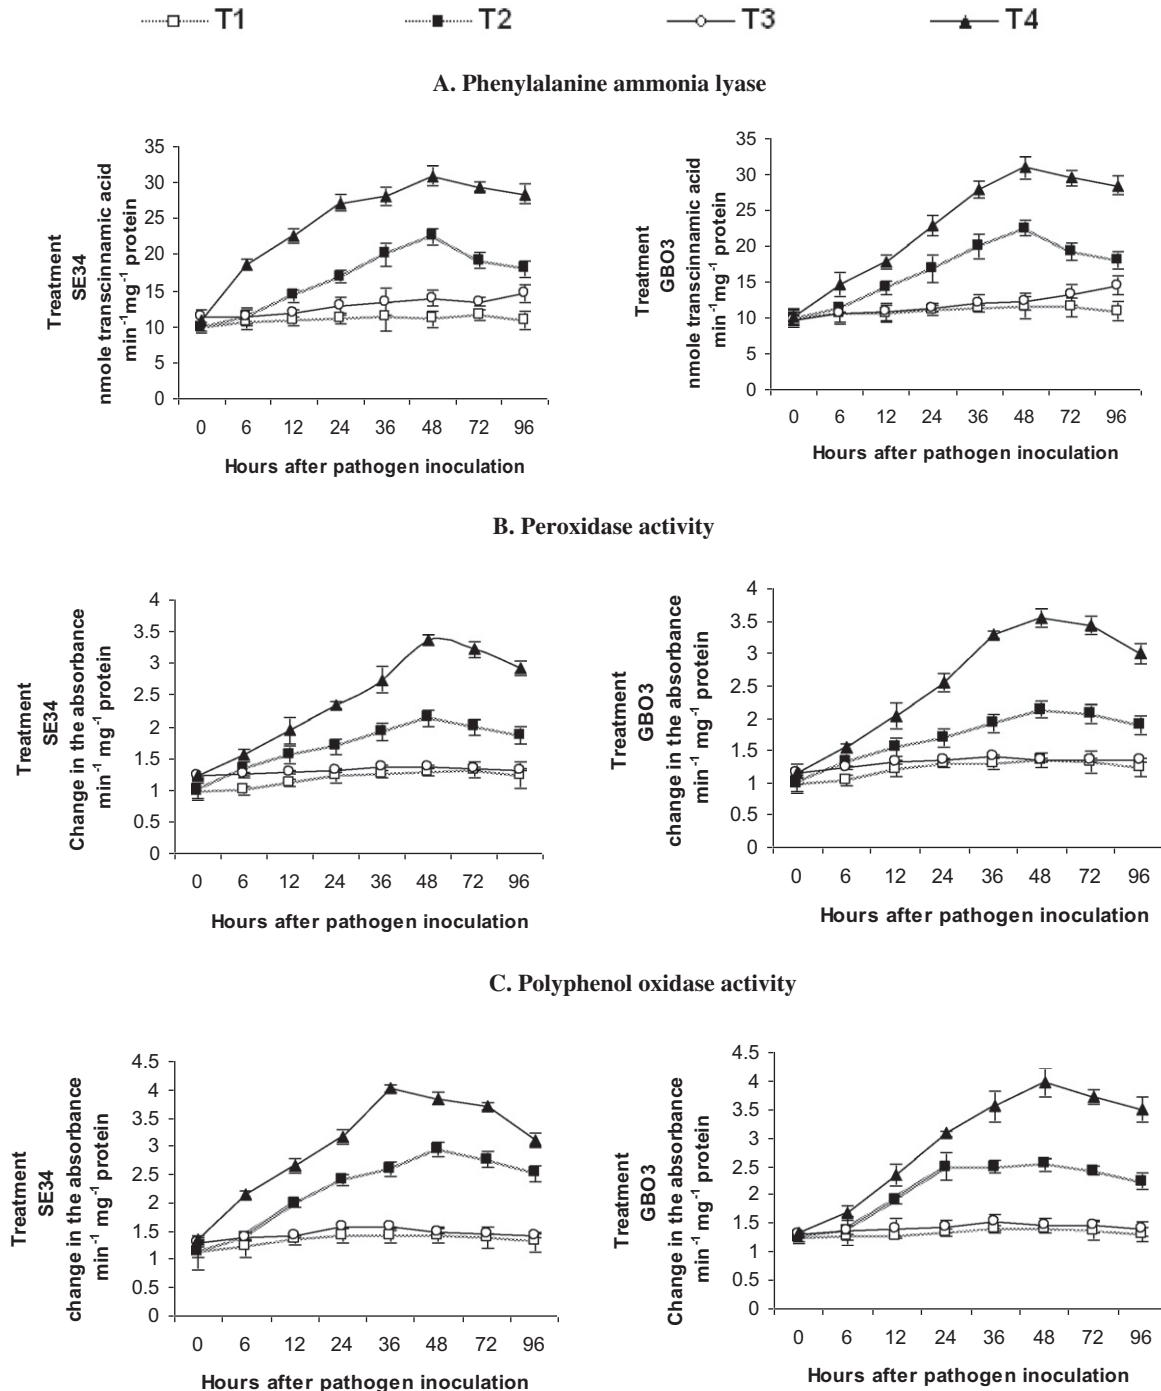 T1 T2 T3 T4
A. Phenylalanine ammonia lyase
Treatment
SE34
nmole transcinnamic acid
min-1mg-1 protein
35
30
25
20
15
10
5
0
0 6 12 24 36 48 72 96
Hours after pathogen inoculation
Treatment
GBO3
nmole transcinnamic acid
min-1mg-1 protein
35
30
25
20
15
10
5
0
0 6 12 24 36 48 72 96
Hours after pathogen inoculation
B. Peroxidase activity
Treatment
SE34
Change in the absorbance
min-1 mg-1 protein
4
3.5
3
2.5
2
1.5
1
0.5
0
0 6 12 24 36 48 72 96
Hours after pathogen inoculation
Treatment
GBO3
change in the absorbance
min-1 mg-1 protein
4
3.5
3
2.5
2
1.5
1
0.5
0
0 6 12 24 36 48 72 96
Hours after pathogen inoculation
C. Polyphenol oxidase activity
Treatment
SE34
change in the absorbance
min-1 mg-1 protein
4.5
4
3.5
3
2.5
2
1.5
1
0.5
0
0 6 12 24 36 48 72 96
Hours after pathogen inoculation
Treatment
GBO3
Change in the absorbance
min-1 mg-1 protein
4.5
4
3.5
3
2.5
2
1.5
1
0.5
0
0 6 12 24 36 48 72 96
Hours after pathogen inoculation